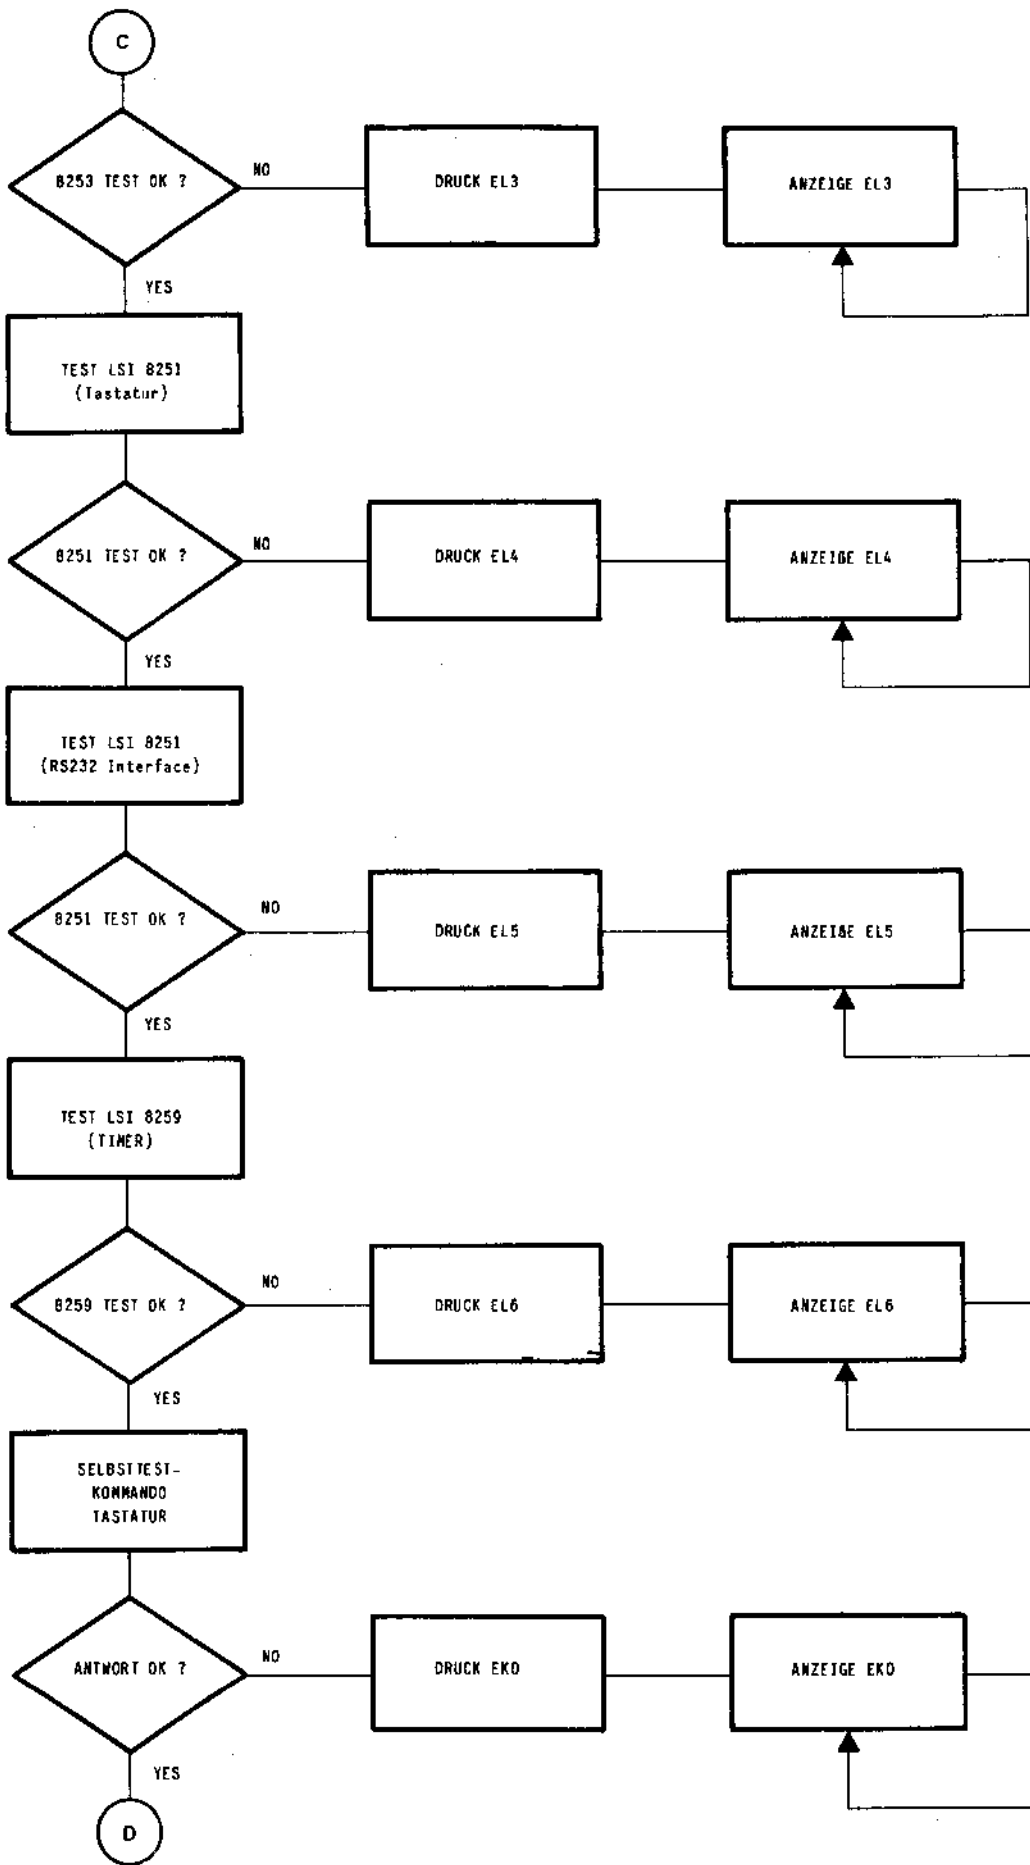 C
8253 TEST OK ?
NO
DRUCK EL3
ANZEIGE EL3
YES
TEST LSI 8251
(Tastatur)
8251 TEST OK ?
NO
DRUCK EL4
ANZEIGE EL4
YES
TEST LSI 8251
(RS232 Interface)
8251 TEST OK ?
NO
DRUCK EL5
ANZEIGE EL5
YES
TEST LSI 8259
(TIMER)
8259 TEST OK ?
NO
DRUCK EL6
ANZEIGE EL6
YES
SELBSTTEST-
KOMMANDO
TASTATUR
ANTWORT OK ?
NO
DRUCK EK0
ANZEIGE EK0
YES
D